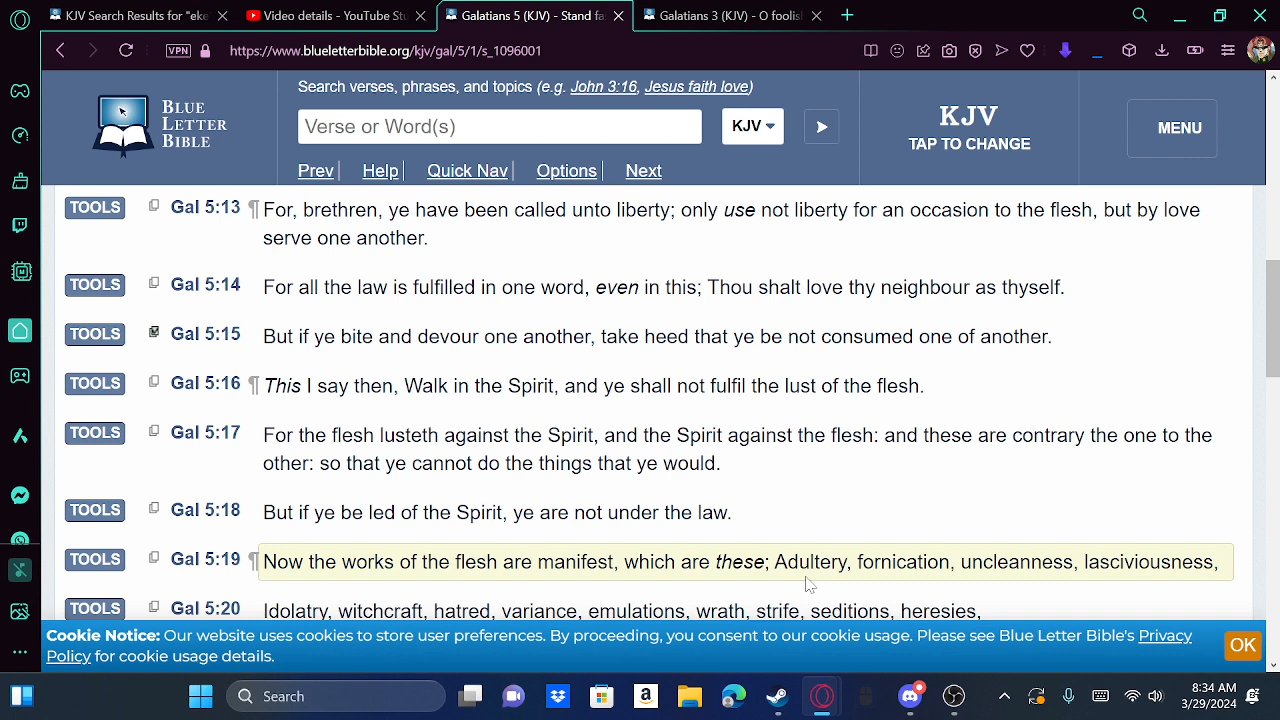 KJV Search Results for "eke
Video details - YouTube Stu
Galatians 5 (KJV) - Stand fa
Galatians 3 (KJV) - O foolis
VPN
https://www.blueletterbible.org/kjv/gal/5/1/s_1096001
BLUE
LETTER
BIBLE
Search verses, phrases, and topics (e.g. John 3:16, Jesus faith love)
Verse or Word(s)
KJV
Prev
Help
Quick Nav
Options
Next
KJV
TAP TO CHANGE
MENU
TOOLS Gal 5:13 ¶ For, brethren, ye have been called unto liberty; only use not liberty for an occasion to the flesh, but by love
serve one another.
TOOLS Gal 5:14 For all the law is fulfilled in one word, even in this; Thou shalt love thy neighbour as thyself.
TOOLS Gal 5:15 But if ye bite and devour one another, take heed that ye be not consumed one of another.
TOOLS Gal 5:16 ¶ This I say then, Walk in the Spirit, and ye shall not fulfil the lust of the flesh.
TOOLS Gal 5:17 For the flesh lusteth against the Spirit, and the Spirit against the flesh: and these are contrary the one to the
other: so that ye cannot do the things that ye would.
TOOLS Gal 5:18 But if ye be led of the Spirit, ye are not under the law.
TOOLS Gal 5:19 ¶ Now the works of the flesh are manifest, which are these; Adultery, fornication, uncleanness, lasciviousness,
TOOLS Gal 5:20 Idolatry, witchcraft, hatred, variance, emulations, wrath, strife, seditions, heresies,
Cookie Notice: Our website uses cookies to store user preferences. By proceeding, you consent to our cookie usage. Please see Blue Letter Bible's Privacy
Policy for cookie usage details.
OK
Search
8:34 AM
3/29/2024